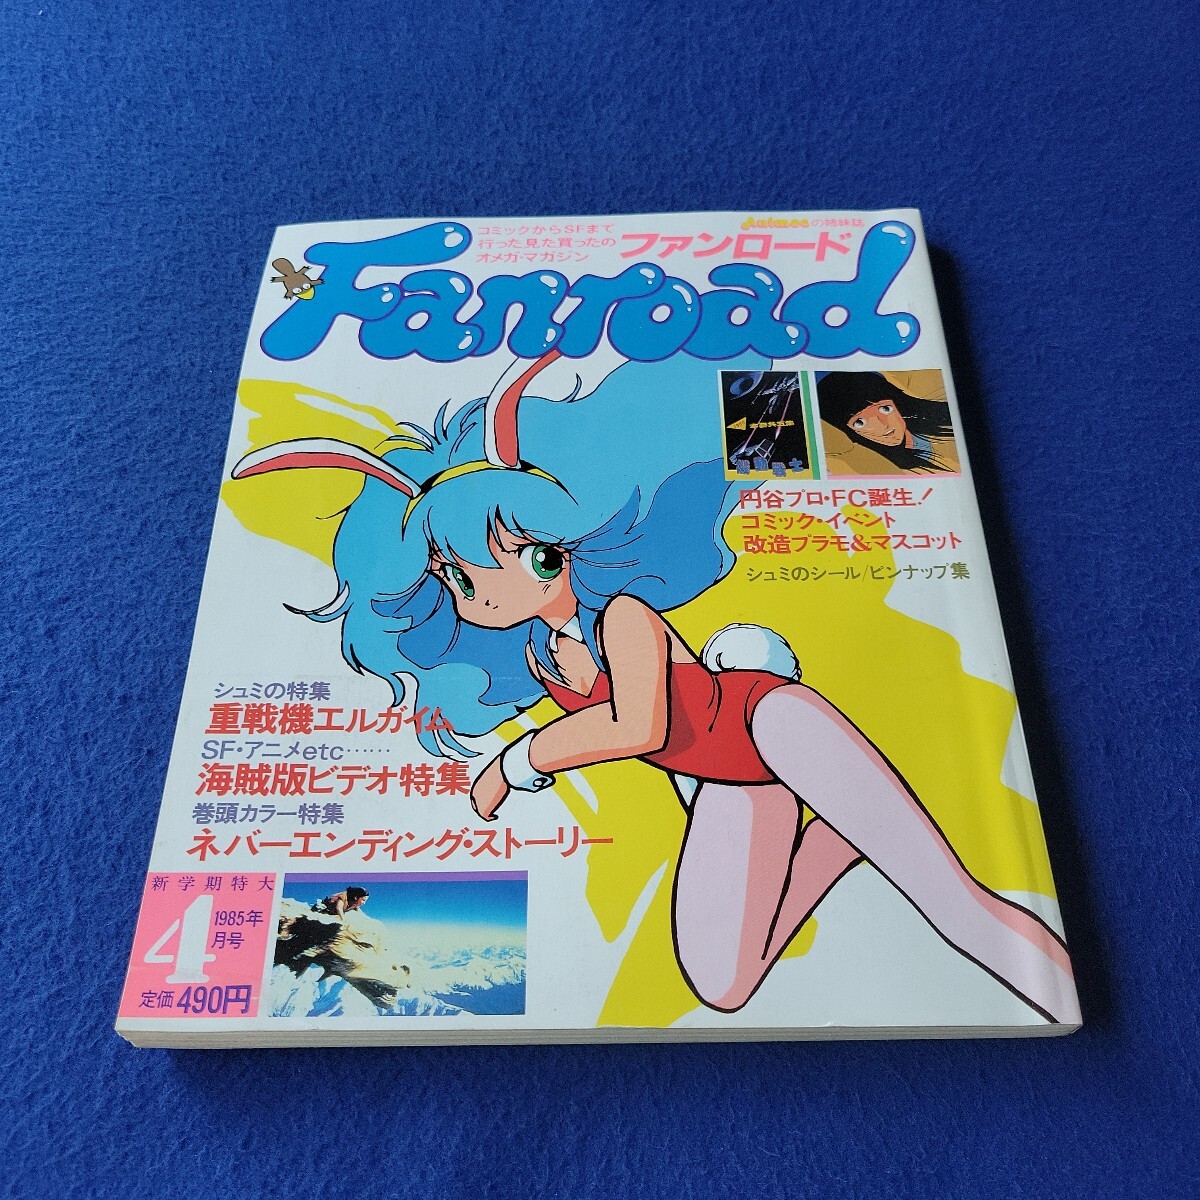 コミックからSFまで
行った見た買ったの
オメガ・マガジン
Animecの姉妹誌
ファンロード
Fanroad
機動戦士
円谷プロ・FC誕生!
コミック・イベント
改造プラモ&マスコット
シュミのシール/ピンナップ集
シュミの特集
重戦機エルガイム
SF・アニメetc……
海賊版ビデオ特集
巻頭カラー特集
ネバーエンディング・ストーリー
新学期特大
4
1985年
月号
定価490円